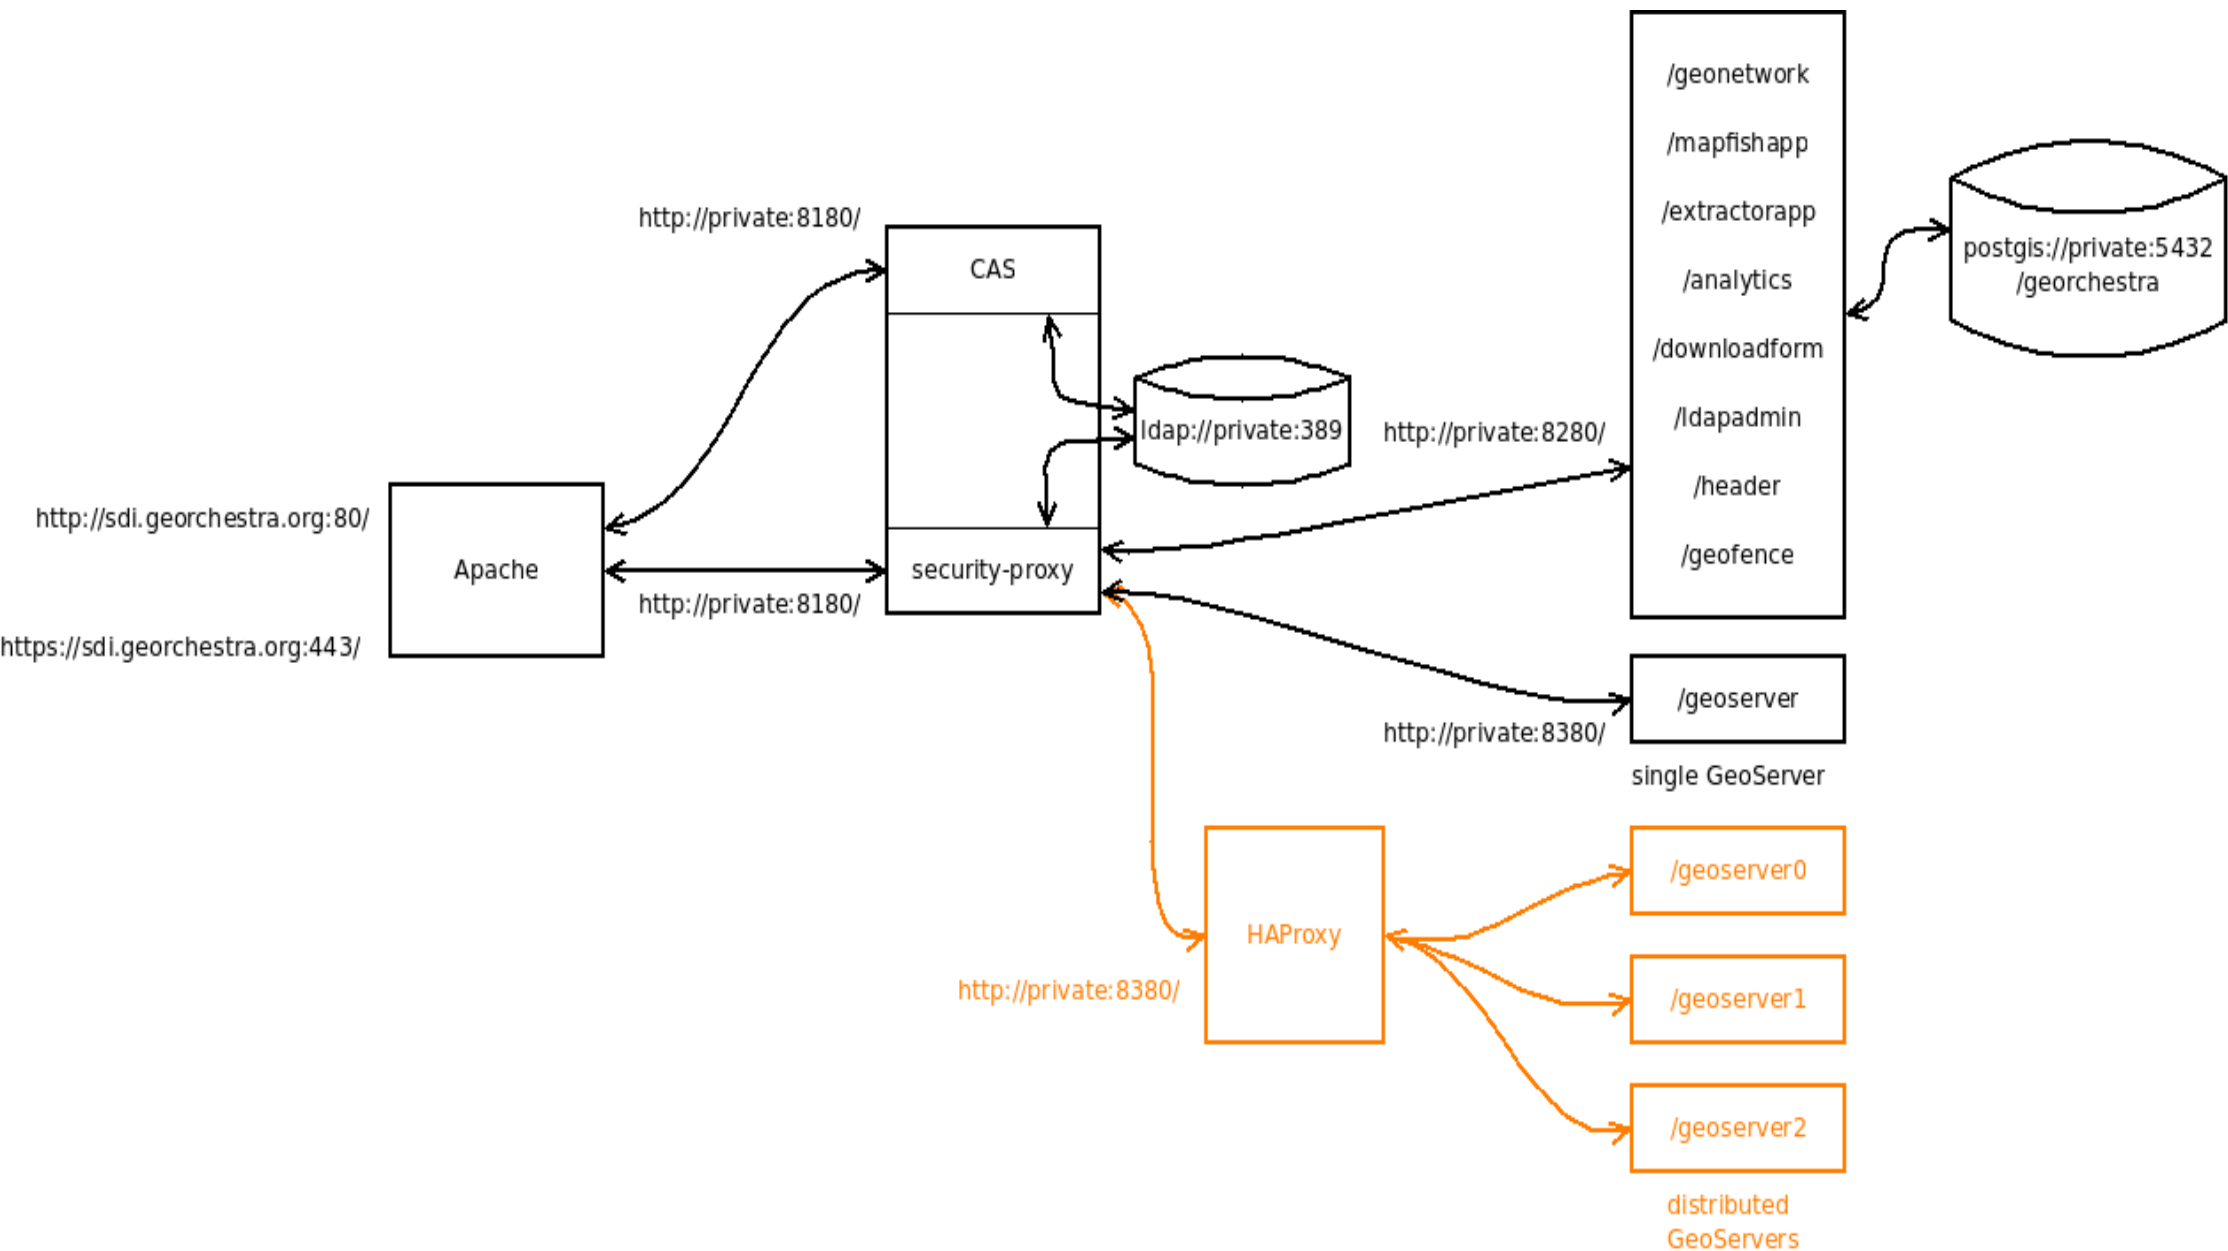 http://sdi.georchestra.org:80/
https://sdi.georchestra.org:443/
Apache
http://private:8180/
http://private:8180/
CAS
security-proxy
ldap://private:389
http://private:8280/
http://private:8380/
/geonetwork
/mapfishapp
/extractorapp
/analytics
/downloadform
/ldapadmin
/header
/geofence
postgis://private:5432
/georchestra
/geoserver
single GeoServer
http://private:8380/
HAProxy
/geoserver0
/geoserver1
/geoserver2
distributed
GeoServers